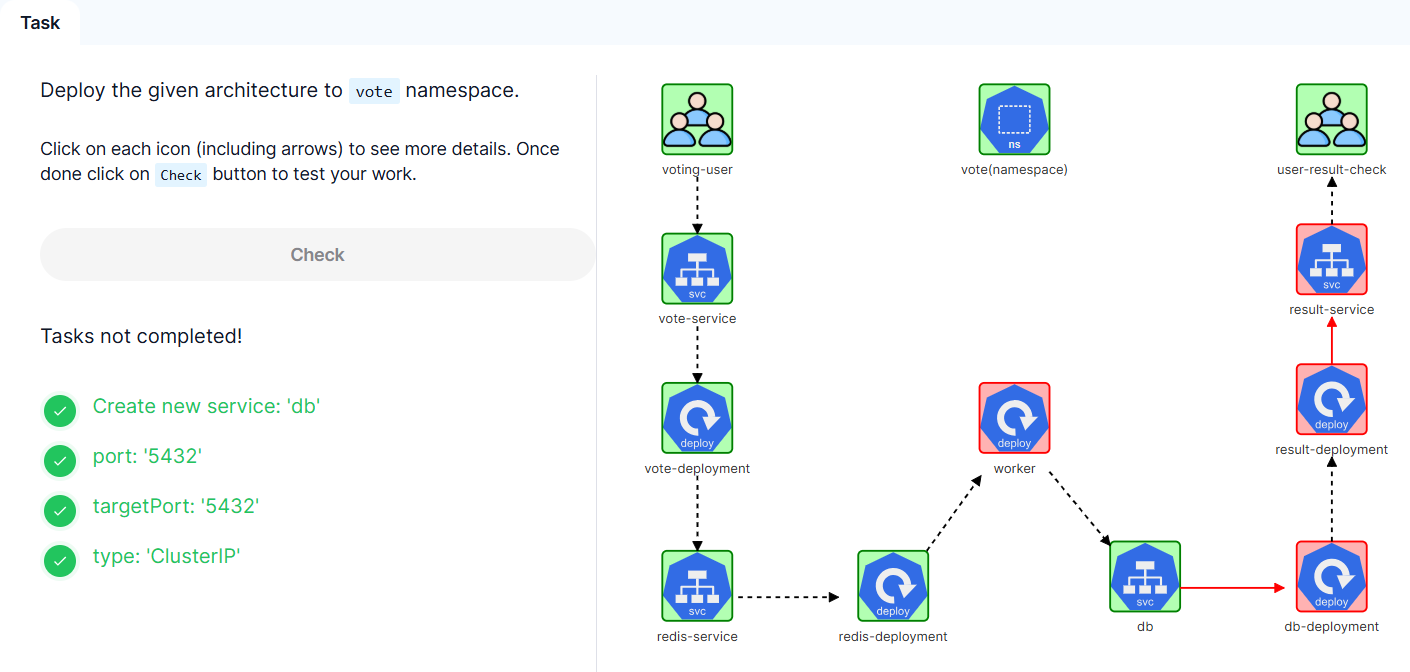 Task
Deploy the given architecture to vote namespace.
Click on each icon (including arrows) to see more details. Once
done click on Check button to test your work.
Check
Tasks not completed!
Create new service: 'db'
port: '5432'
targetPort: '5432'
type: 'ClusterIP'
voting-user
ns
vote(namespace)
user-result-check
svc
vote-service
svc
result-service
deploy
vote-deployment
deploy
worker
deploy
result-deployment
svc
redis-service
deploy
redis-deployment
svc
db
deploy
db-deployment